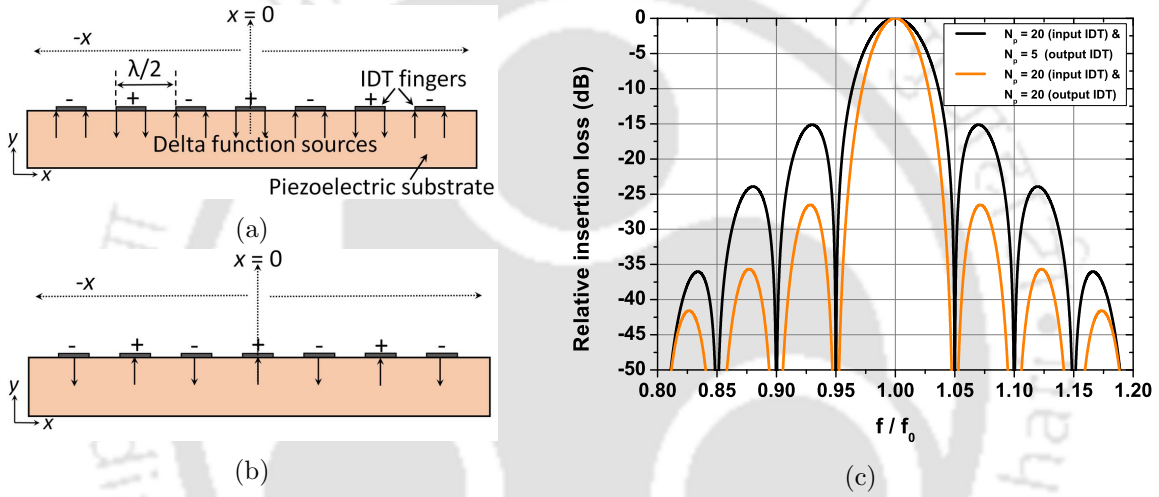 x = 0
-x
λ/2
IDT fingers
- + - + - + -
Delta function sources
y
x
Piezoelectric substrate
(a)
x = 0
-x
- + - + - + -
y
x
(b)
Relative insertion loss (dB)
0
-5
-10
-15
-20
-25
-30
-35
-40
-45
-50
N_p = 20 (input IDT) &
N_p = 5 (output IDT)
N_p = 20 (input IDT) &
N_p = 20 (output IDT)
0.80 0.85 0.90 0.95 1.00 1.05 1.10 1.15 1.20
f / f_0
(c)